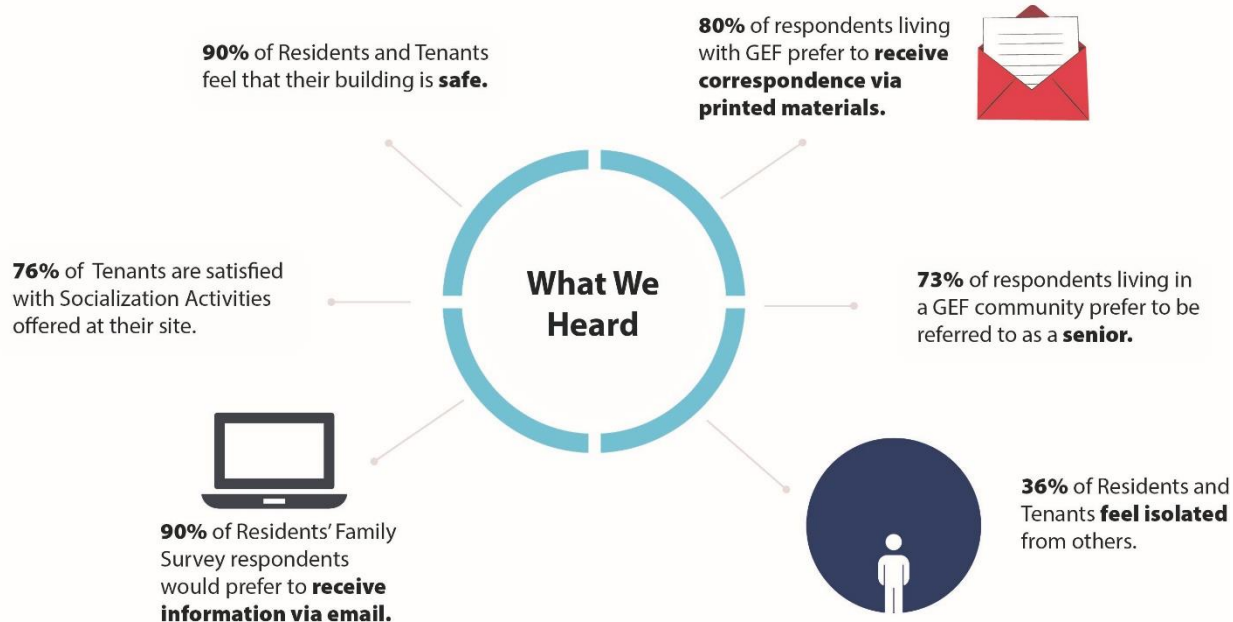 90% of Residents and Tenants
feel that their building is safe.
80% of respondents living
with GEF prefer to receive
correspondence via
printed materials.
76% of Tenants are satisfied
with Socialization Activities
offered at their site.
What We
Heard
73% of respondents living in
a GEF community prefer to be
referred to as a senior.
90% of Residents' Family
Survey respondents
would prefer to receive
information via email.
36% of Residents and
Tenants feel isolated
from others.